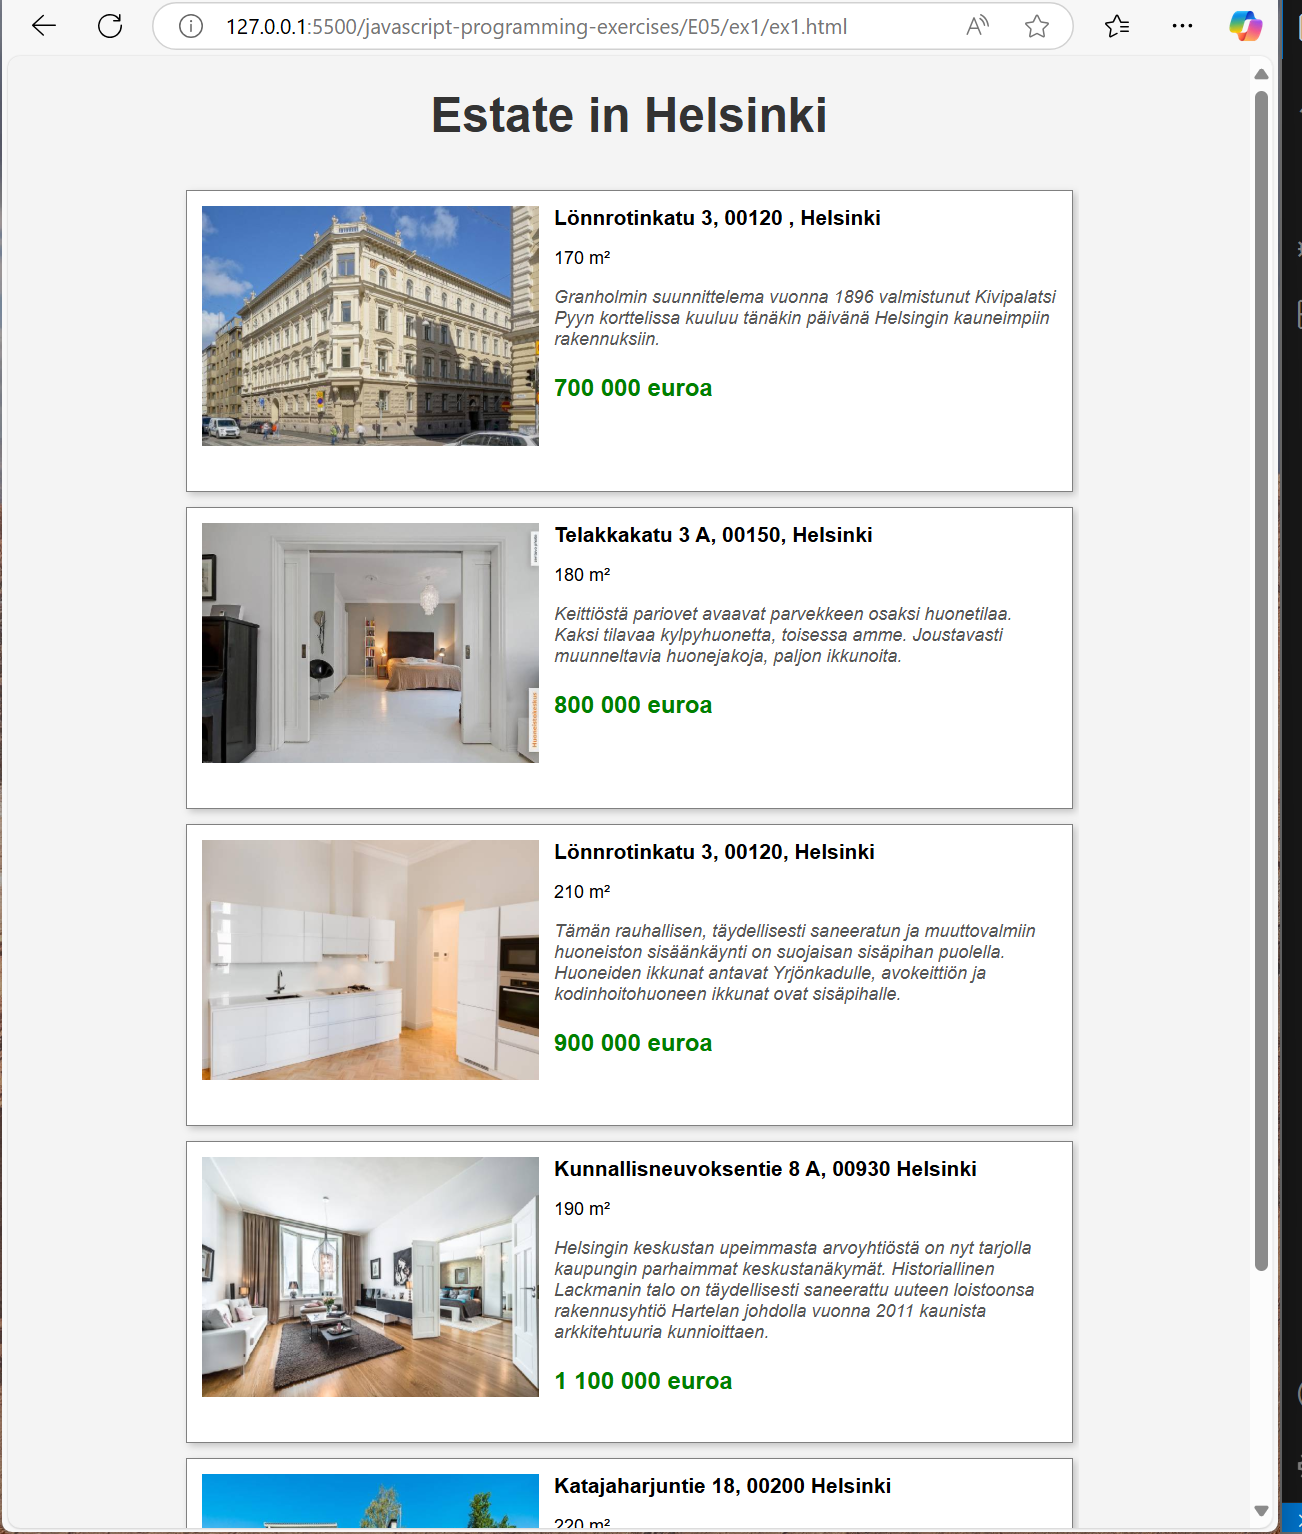 127.0.0.1:5500/javascript-programming-exercises/E05/ex1/ex1.html
Estate in Helsinki
Lönnrotinkatu 3, 00120 , Helsinki
170 m²
Granholmin suunnittelema vuonna 1896 valmistunut Kivipalatsi
Pyyn korttelissa kuuluu tänäkin päivänä Helsingin kauneimpiin
rakennuksiin.
700 000 euroa
Telakkakatu 3 A, 00150, Helsinki
180 m²
Keittiöstä pariovet avaavat parvekkeen osaksi huonetilaa.
Kaksi tilavaa kylpyhuonetta, toisessa amme. Joustavasti
muunneltavia huonejakoja, paljon ikkunoita.
800 000 euroa
Huoneistokeskus
Lönnrotinkatu 3, 00120, Helsinki
210 m²
Tämän rauhallisen, täydellisesti saneeratun ja muuttovalmiin
huoneiston sisäänkäynti on suojaisan sisäpihan puolella.
Huoneiden ikkunat antavat Yrjönkadulle, avokeittiön ja
kodinhoitohuoneen ikkunat ovat sisäpihalle.
900 000 euroa
Kunnallisneuvoksentie 8 A, 00930 Helsinki
190 m²
Helsingin keskustan upeimmasta arvoyhtiöstä on nyt tarjolla
kaupungin parhaimmat keskustanäkymät. Historiallinen
Lackmanin talo on täydellisesti saneerattu uuteen loistoonsa
rakennusyhtiö Hartelan johdolla vuonna 2011 kaunista
arkkitehtuuria kunnioittaen.
1 100 000 euroa
Katajaharjuntie 18, 00200 Helsinki
220 m²